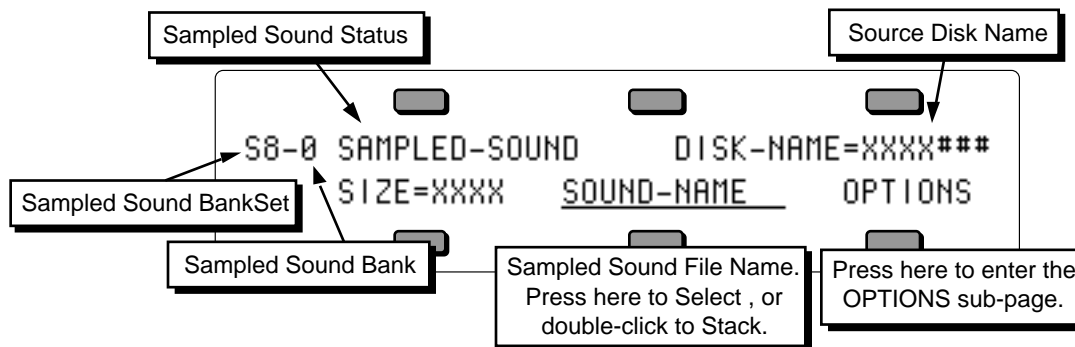 Sampled Sound Status
Source Disk Name
S8-0 SAMPLED-SOUND DISK-NAME=XXXX###
SIZE=XXXX SOUND-NAME OPTIONS
Sampled Sound BankSet
Sampled Sound Bank
Sampled Sound File Name.
Press here to Select , or
double-click to Stack.
Press here to enter the
OPTIONS sub-page.